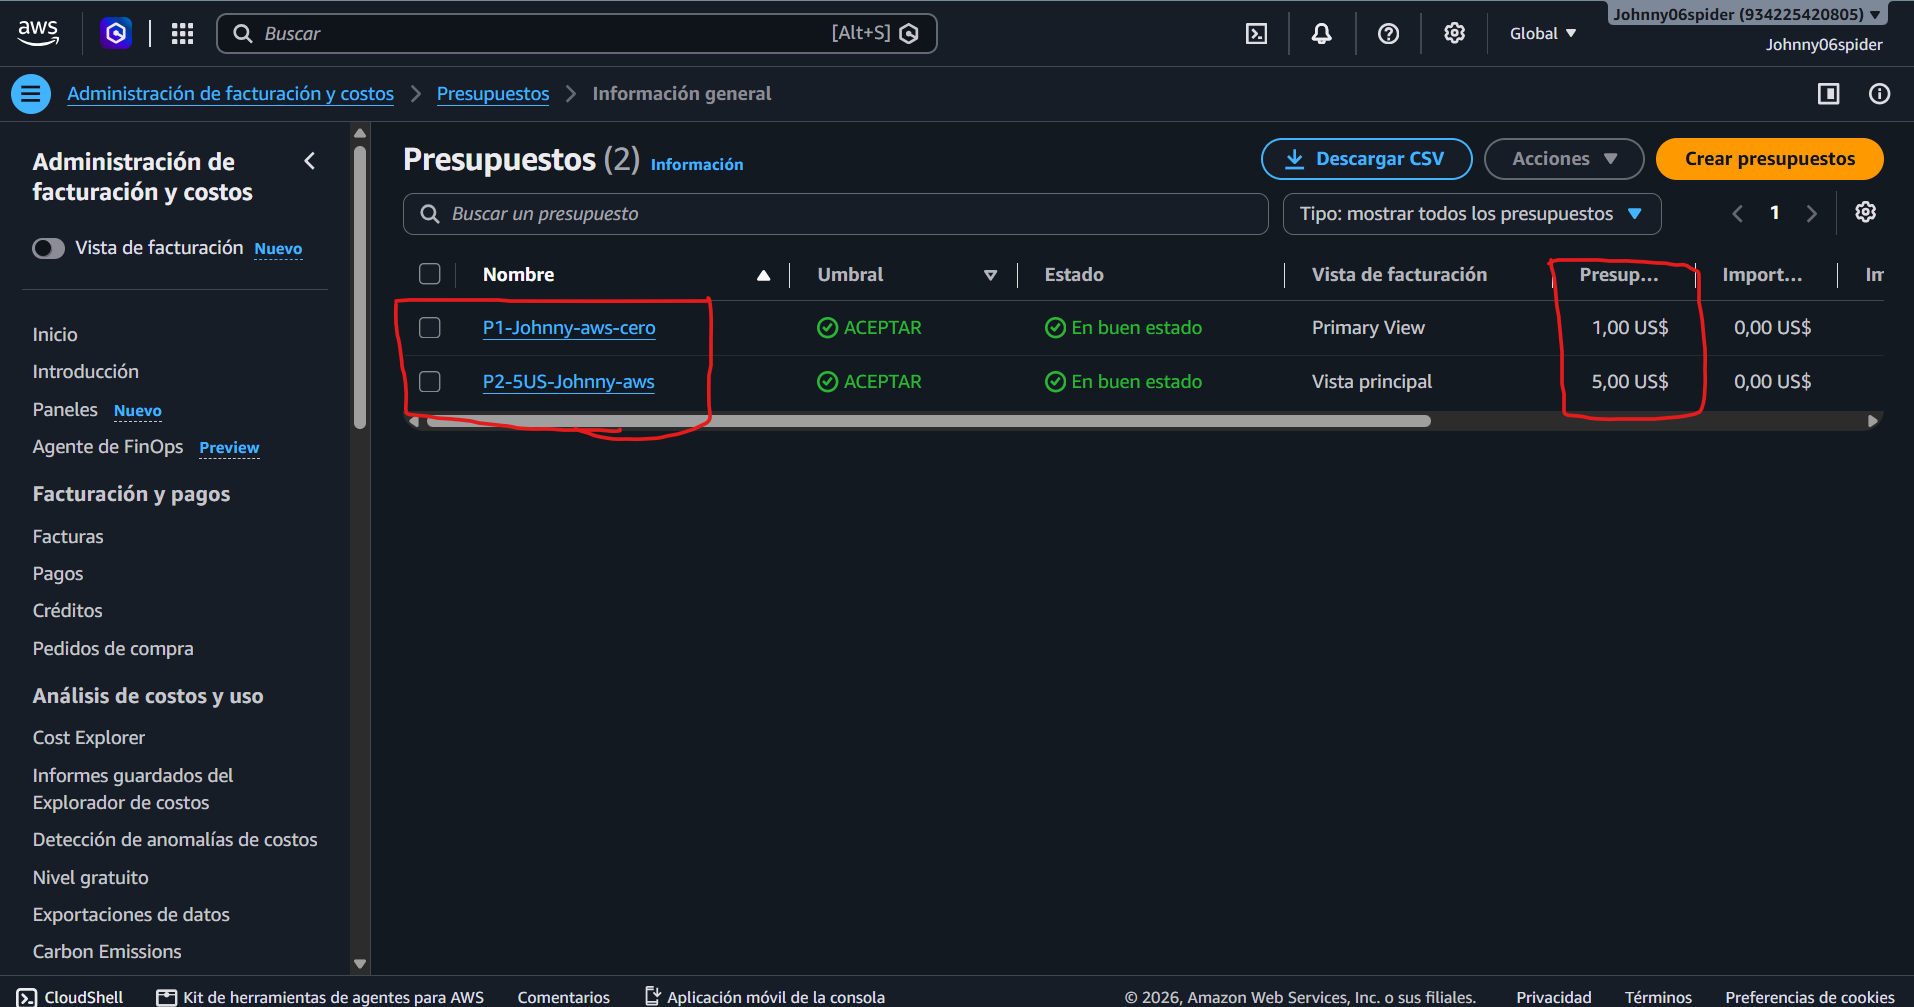 aws
Buscar [Alt+S]
Global
Johnny06spider (934225420805)
Johnny06spider
Administración de facturación y costos
Presupuestos
Información general
Administración de
facturación y costos
Vista de facturación Nuevo
Inicio
Introducción
Paneles Nuevo
Agente de FinOps Preview
Facturación y pagos
Facturas
Pagos
Créditos
Pedidos de compra
Análisis de costos y uso
Cost Explorer
Informes guardados del
Explorador de costos
Detección de anomalías de costos
Nivel gratuito
Exportaciones de datos
Carbon Emissions
Presupuestos (2) Información
Descargar CSV
Acciones
Crear presupuestos
Buscar un presupuesto
Tipo: mostrar todos los presupuestos
1
Nombre Umbral Estado Vista de facturación Presup... Import... Im
P1-Johnny-aws-cero ACEPTAR En buen estado Primary View 1,00 US$ 0,00 US$
P2-5US-Johnny-aws ACEPTAR En buen estado Vista principal 5,00 US$ 0,00 US$
CloudShell Kit de herramientas de agentes para AWS Comentarios Aplicación móvil de la consola © 2026, Amazon Web Services, Inc. o sus filiales. Privacidad Términos Preferencias de cookies